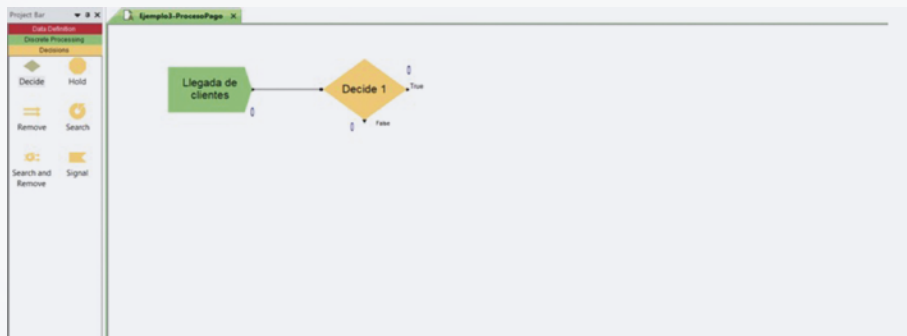 Project Bar
Ejemplo3-ProcesoPago
Data Definition
Discrete Processing
Decisions
Decide
Hold
Remove
Search
Search and
Remove
Signal
Llegada de
clientes
0
Decide 1
0
True
0
False